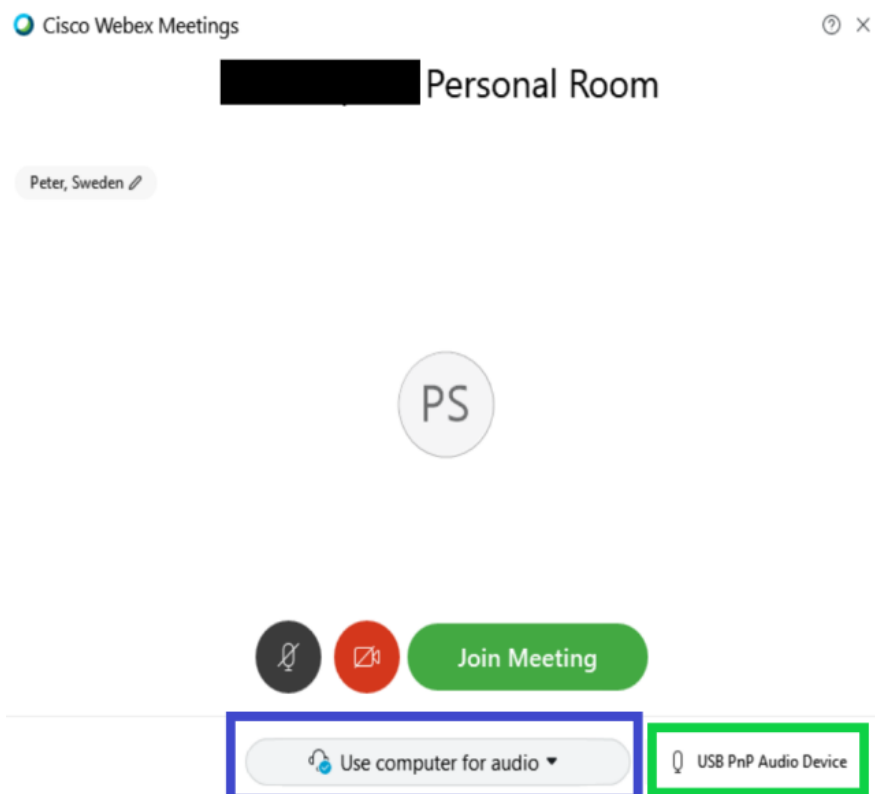 Cisco Webex Meetings
Personal Room
Peter, Sweden
PS
Join Meeting
Use computer for audio
USB PnP Audio Device